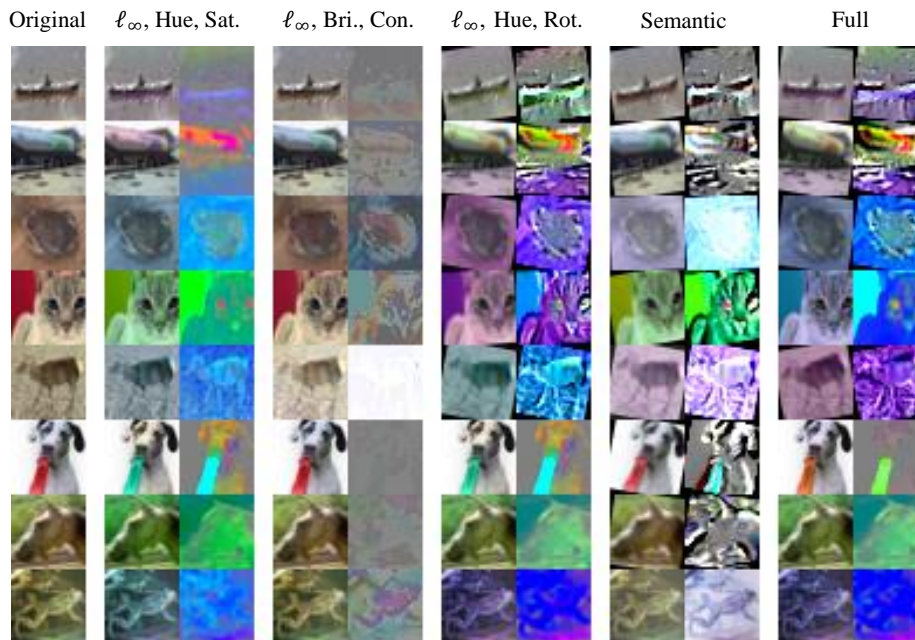 Original ℓ∞, Hue, Sat. ℓ∞, Bri., Con. ℓ∞, Hue, Rot. Semantic Full